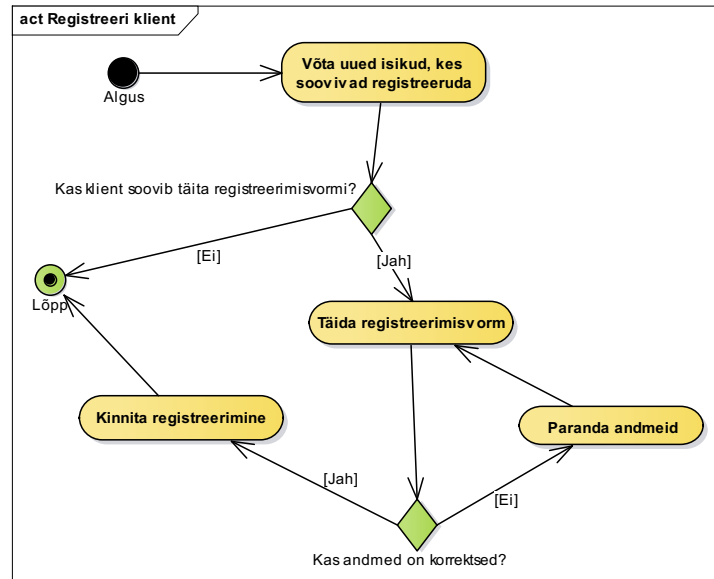 act Registreeri klient
Võta uued isikud, kes
soovivad registreeruda
Algus
Kas klient soovib täita registreerimisvormi?
[Ei]
[Jah]
Lõpp
Täida registreerimisvorm
Kinnita registreerimine
Paranda andmeid
[Jah]
[Ei]
Kas andmed on korrektsed?